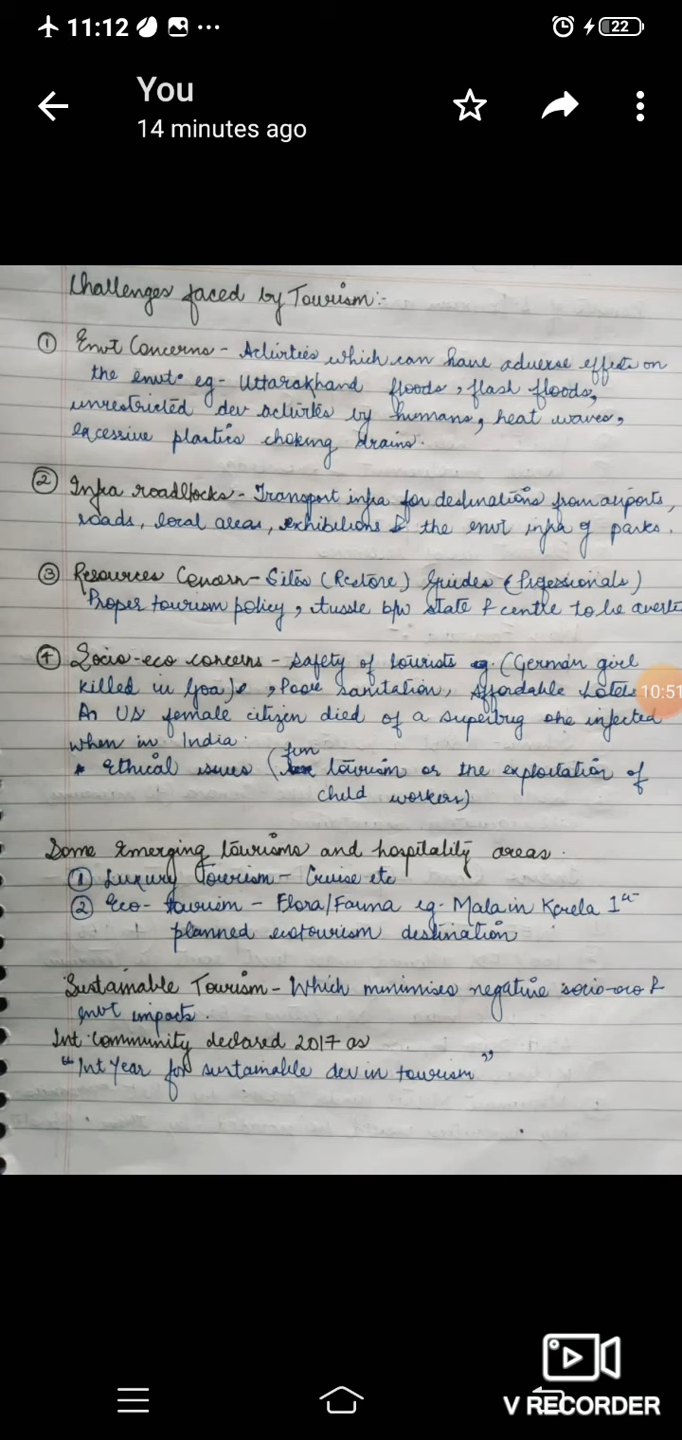 11:12
22
You
14 minutes ago
Challenges faced by Tourism:-
① Envt Concerns - Activities which can have adverse effects on
the envt. eg- Uttarakhand floods, flash floods,
unrestricted dev activities by humans, heat waves,
excessive plastics choking drains.
② Infra roadblocks - Transport infra for destinations from airports,
roads, local areas, exhibitions & the envt infra of parks.
③ Resources Concern - Sites (Restore) Guides (Professionals)
Proper tourism policy, tussle b/w state & centre to be averte
④ Socio-eco concerns - Safety of tourists eg (German girl
killed in Goa), Poor sanitation, Affordable hotels
An US female citizen died of a superbug she infected
when in India.
* Ethical issues (fun tourism or the exploitation of
child workers)
10:51
Some Emerging tourisms and hospitality areas.
① Luxury Tourism - Cruise etc
② Eco-tourism - Flora/Fauna eg- Mala in Kerela 1st
planned ecotourism destination
Sustainable Tourism - Which minimises negative socio-eco &
envt impacts.
Int. Community declared 2017 as
"Int Year for sustainable dev in tourism"
V RECORDER